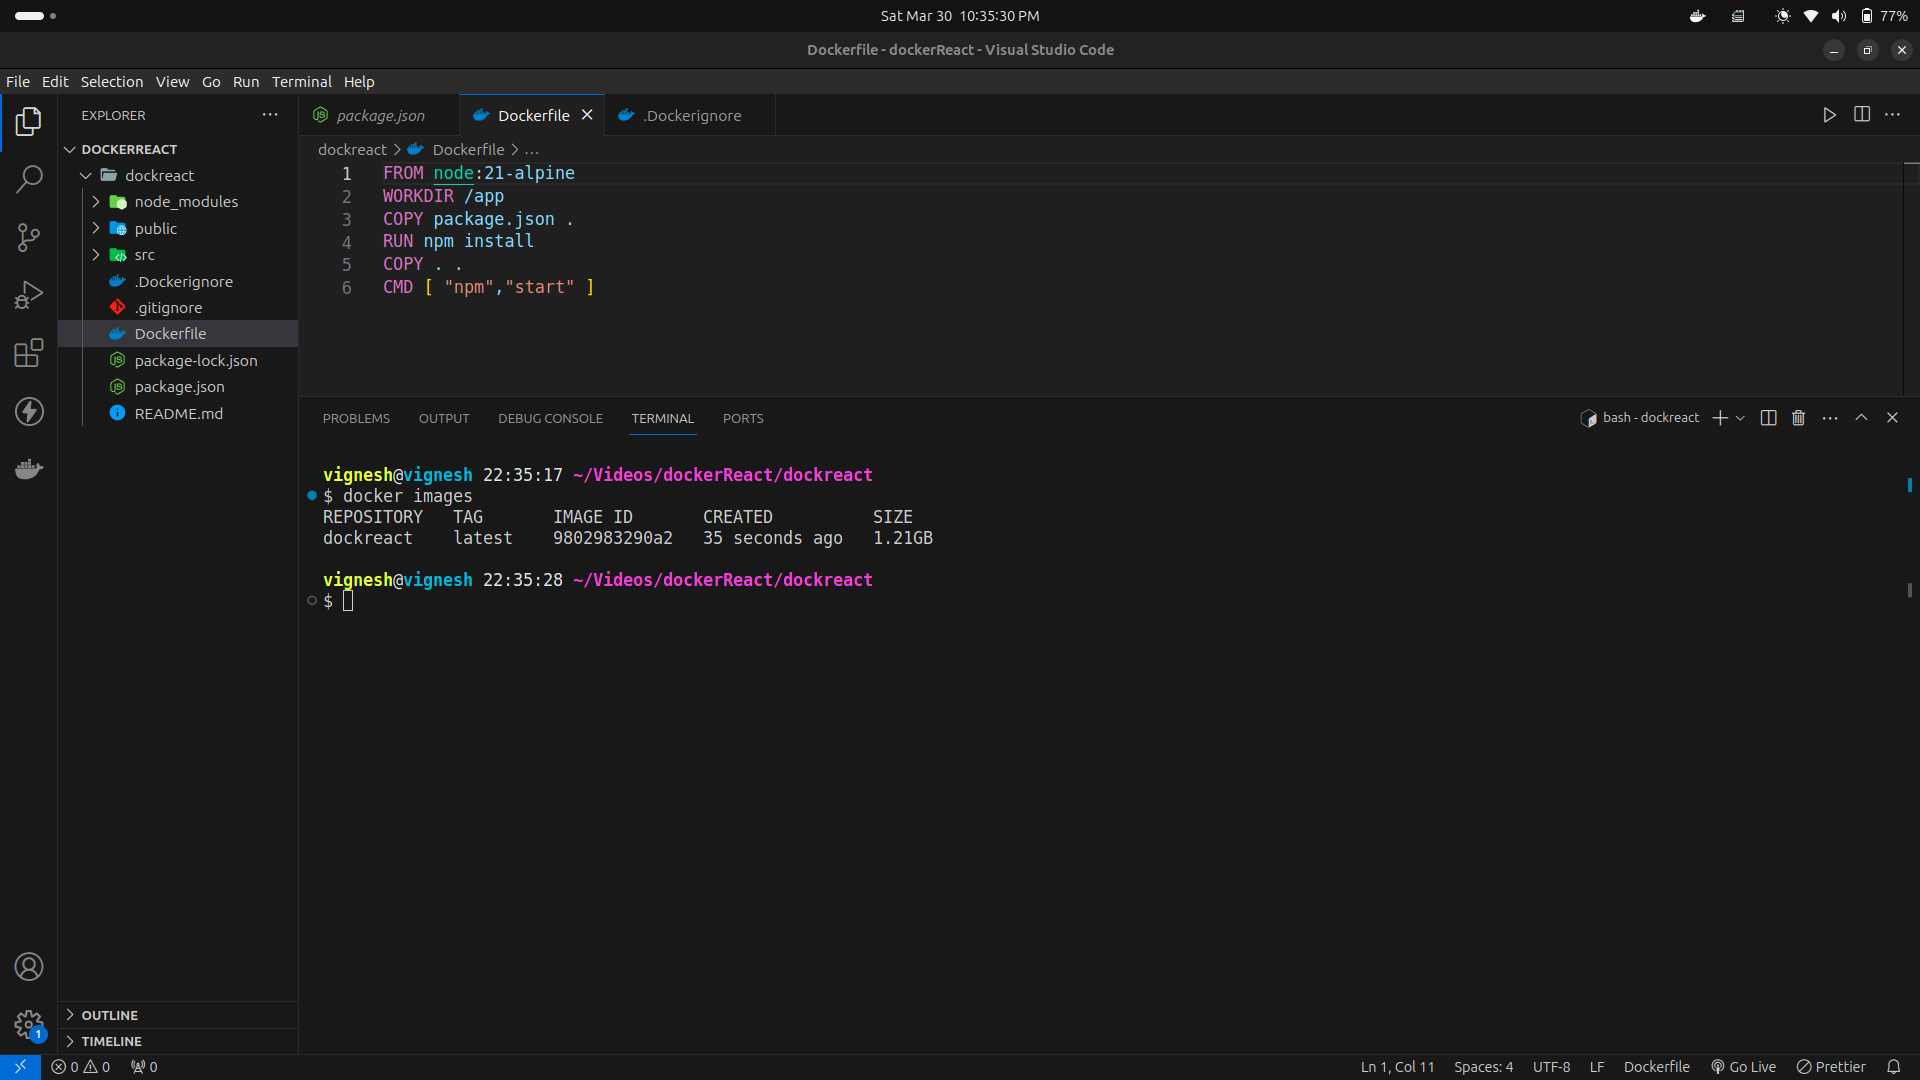 Sat Mar 30 10:35:30 PM
77%
Dockerfile - dockerReact - Visual Studio Code
File Edit Selection View Go Run Terminal Help
EXPLORER
DOCKERREACT
dockreact
node_modules
public
src
.Dockerignore
.gitignore
Dockerfile
package-lock.json
package.json
README.md
OUTLINE
TIMELINE
package.json Dockerfile .Dockerignore
dockreact > Dockerfile > ...
1 FROM node:21-alpine
2 WORKDIR /app
3 COPY package.json .
4 RUN npm install
5 COPY . .
6 CMD [ "npm","start" ]
PROBLEMS OUTPUT DEBUG CONSOLE TERMINAL PORTS
bash - dockreact
vignesh@vignesh 22:35:17 ~/Videos/dockerReact/dockreact
$ docker images
REPOSITORY TAG IMAGE ID CREATED SIZE
dockreact latest 9802983290a2 35 seconds ago 1.21GB
vignesh@vignesh 22:35:28 ~/Videos/dockerReact/dockreact
$
1
0 0 0
Ln 1, Col 11 Spaces: 4 UTF-8 LF Dockerfile Go Live Prettier